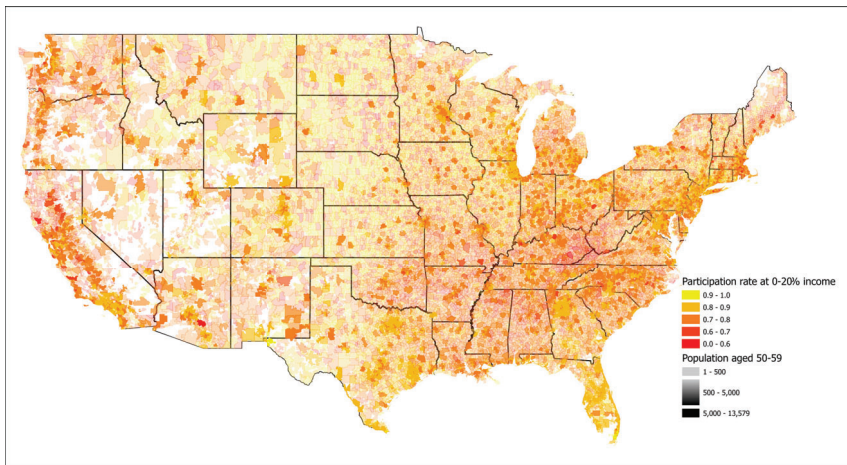 Participation rate at 0-20% income
0.9 - 1.0
0.8 - 0.9
0.7 - 0.8
0.6 - 0.7
0.0 - 0.6
Population aged 50-59
1 - 500
500 - 5,000
5,000 - 13,579